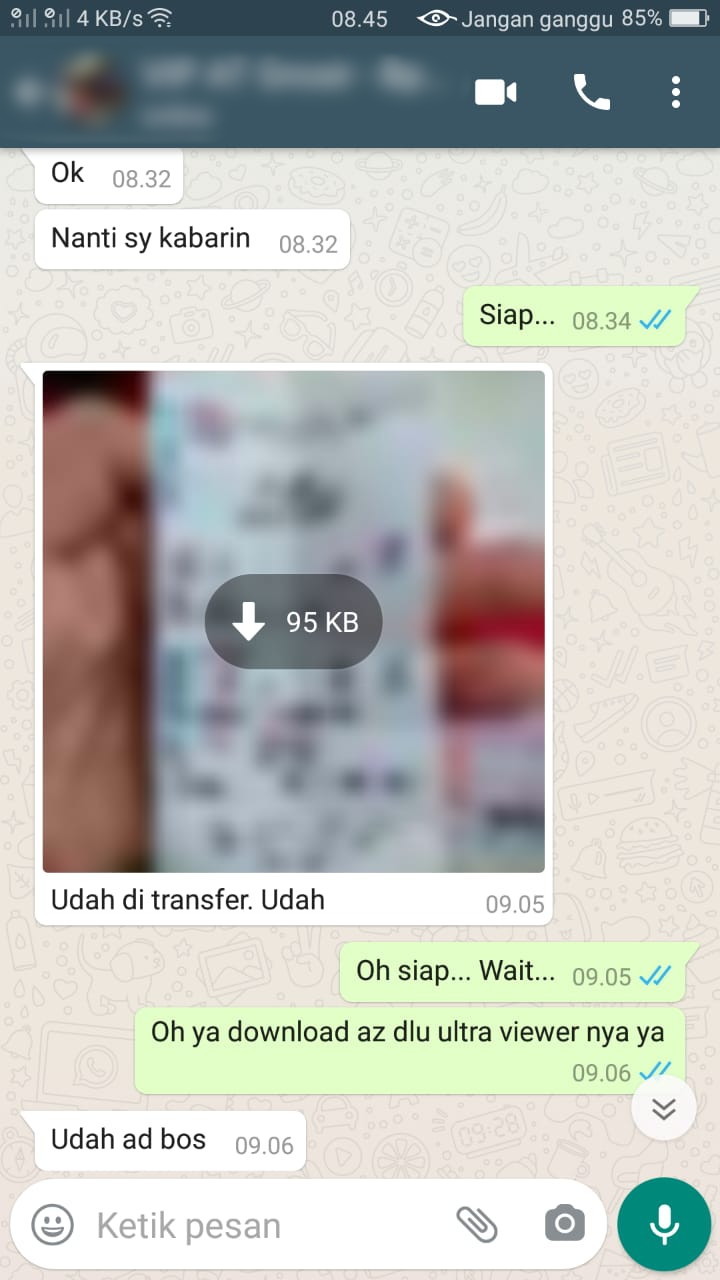 4 KB/s 08.45 Jangan ganggu 85%
Ok 08.32
Nanti sy kabarin 08.32
Siap... 08.34
95 KB
Udah di transfer. Udah 09.05
Oh siap... Wait... 09.05
Oh ya download az dlu ultra viewer nya ya
09.06
Udah ad bos 09.06
Ketik pesan